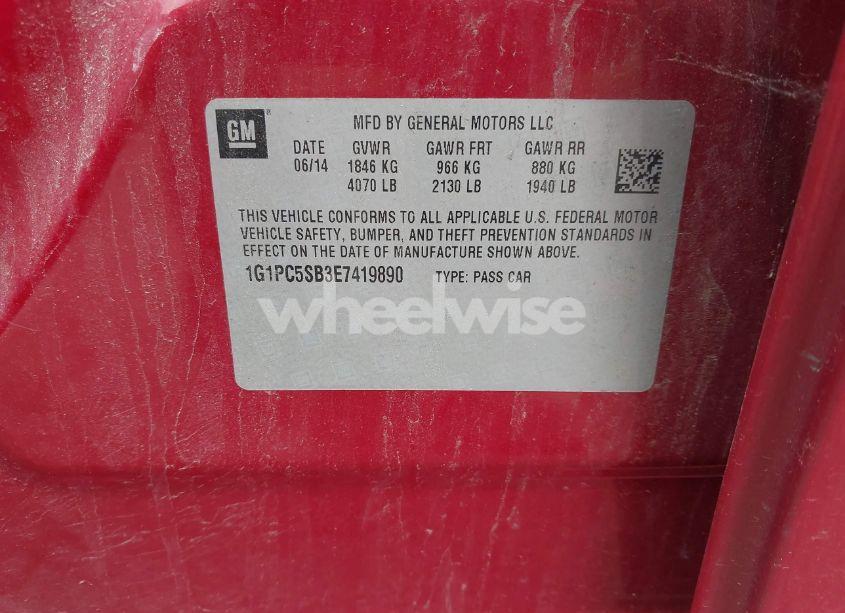 GM
MFD BY GENERAL MOTORS LLC
DATE GVWR GAWR FRT GAWR RR
06/14 1846 KG 966 KG 880 KG
4070 LB 2130 LB 1940 LB
THIS VEHICLE CONFORMS TO ALL APPLICABLE U.S. FEDERAL MOTOR
VEHICLE SAFETY, BUMPER, AND THEFT PREVENTION STANDARDS IN
EFFECT ON THE DATE OF MANUFACTURE SHOWN ABOVE.
1G1PC5SB3E7419890 TYPE: PASS CAR
wheelwise